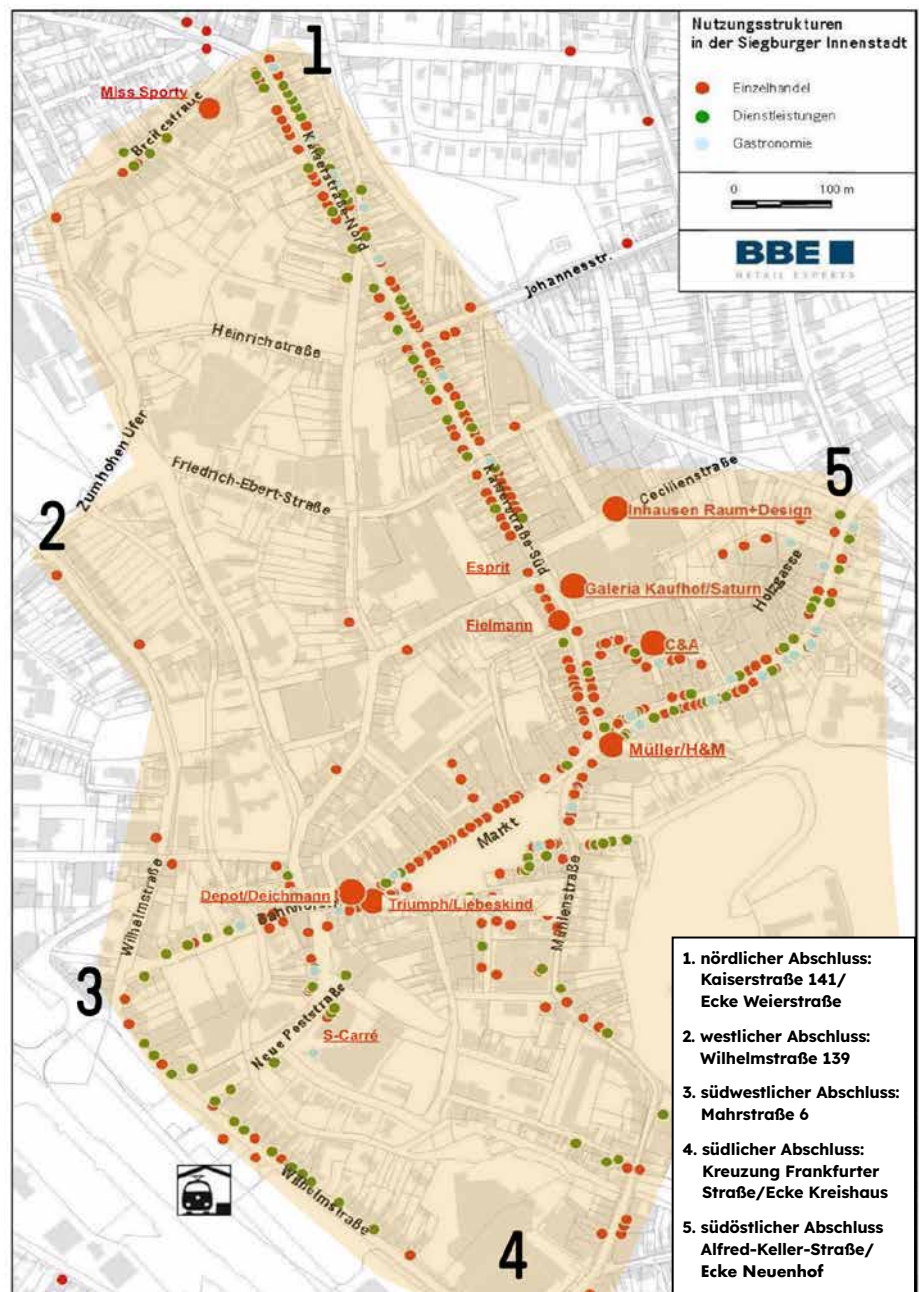 Nutzungsstrukturen
in der Siegburger Innenstadt
Einzelhandel
Dienstleistungen
Gastronomie
0 100 m
BBE
RETAIL EXPERTS
1
Miss Sporty
Breitestraße
Kaiserstraße-Nord
Johannesstr.
Heinrichstraße
Zumhohen Ufer
Friedrich-Ebert-Straße
2
Kaiserstraße-Süd
Cecilienstraße
5
Inhausen Raum+Design
Holzgasse
Esprit
Galeria Kaufhof/Saturn
Fielmann
C&A
Müller/H&M
Markt
Mühlenstraße
Wilhelmstraße
Depot/Deichmann
Triumph/Liebeskind
3
Neue Poststraße
S-Carré
Wilhelmstraße
4
1. nördlicher Abschluss:
Kaiserstraße 141/
Ecke Weierstraße
2. westlicher Abschluss:
Wilhelmstraße 139
3. südwestlicher Abschluss:
Mahrstraße 6
4. südlicher Abschluss:
Kreuzung Frankfurter
Straße/Ecke Kreishaus
5. südöstlicher Abschluss
Alfred-Keller-Straße/
Ecke Neuenhof